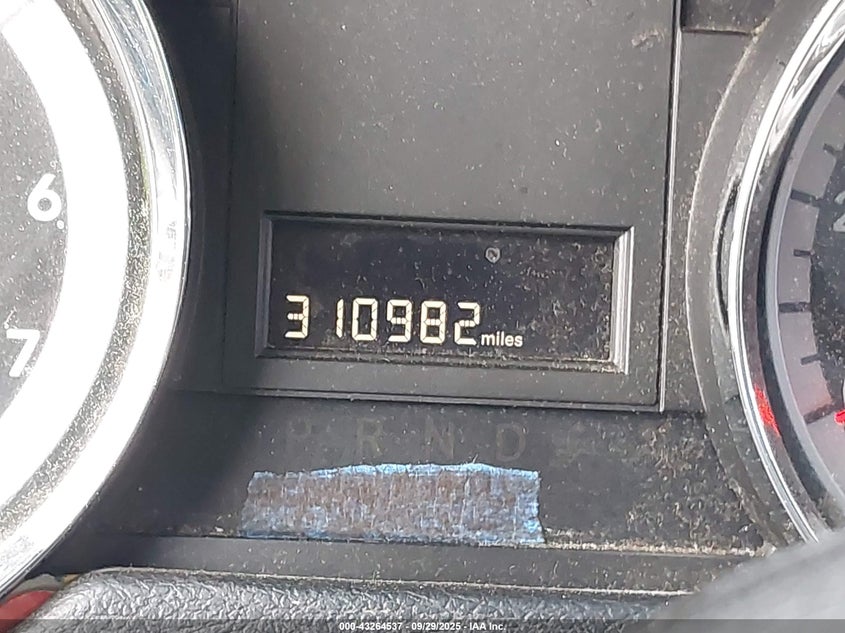 6
7
310982 miles
P R N D
000-43264537 - 09/29/2025 - IAA Inc.